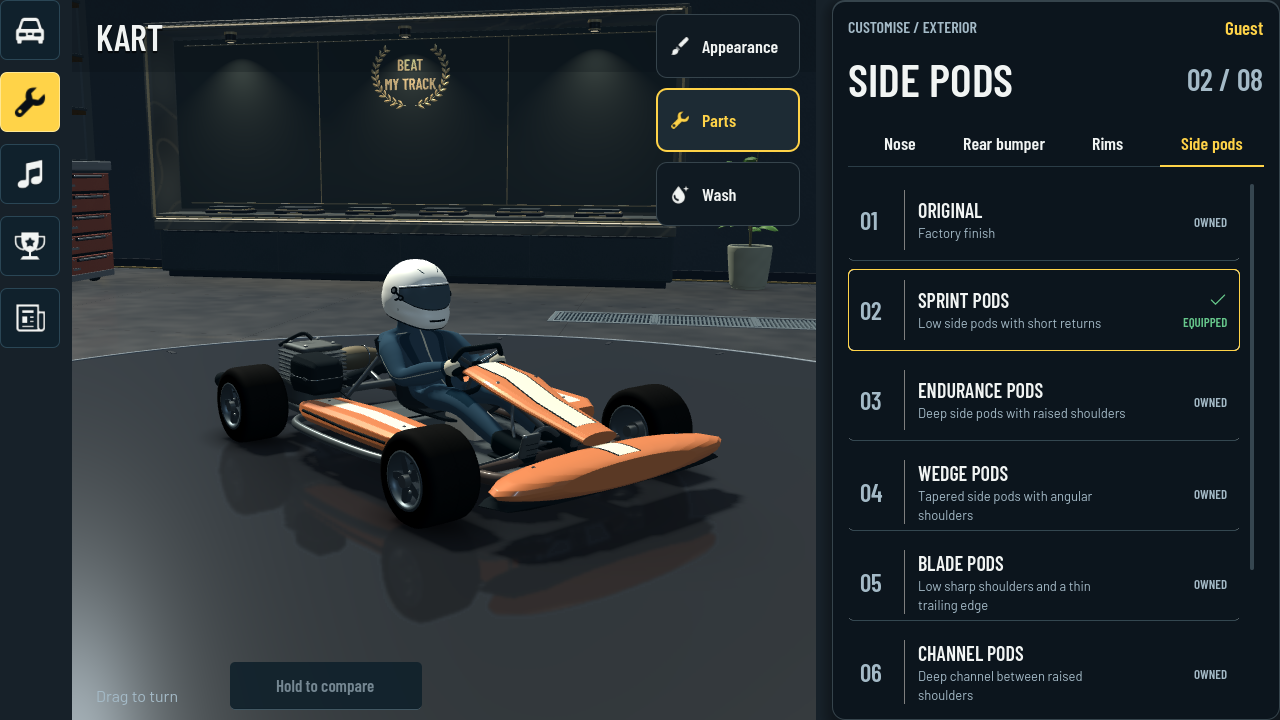 KART
BEAT
MY TRACK
Appearance
Parts
Wash
Drag to turn
Hold to compare
CUSTOMISE / EXTERIOR
Guest
SIDE PODS
02 / 08
Nose
Rear bumper
Rims
Side pods
01
ORIGINAL
Factory finish
OWNED
02
SPRINT PODS
Low side pods with short returns
EQUIPPED
03
ENDURANCE PODS
Deep side pods with raised shoulders
OWNED
04
WEDGE PODS
Tapered side pods with angular
shoulders
OWNED
05
BLADE PODS
Low sharp shoulders and a thin
trailing edge
OWNED
06
CHANNEL PODS
Deep channel between raised
shoulders
OWNED